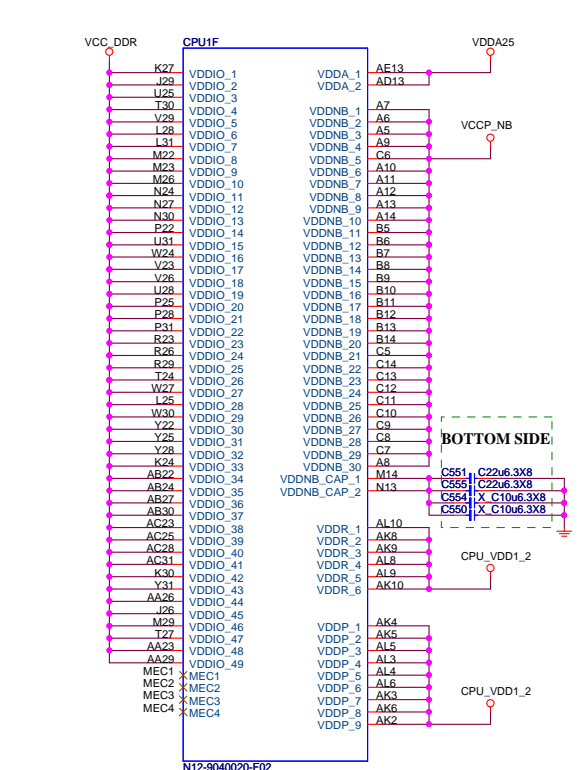 VCC_DDR
CPU1F
VDDA25
K27 VDDIO_1
J29 VDDIO_2
U25 VDDIO_3
T30 VDDIO_4
V29 VDDIO_5
L28 VDDIO_6
L31 VDDIO_7
M22 VDDIO_8
M23 VDDIO_9
M26 VDDIO_10
N24 VDDIO_11
N27 VDDIO_12
N30 VDDIO_13
P22 VDDIO_14
U31 VDDIO_15
W24 VDDIO_16
V23 VDDIO_17
V26 VDDIO_18
U28 VDDIO_19
P25 VDDIO_20
P28 VDDIO_21
P31 VDDIO_22
R23 VDDIO_23
R26 VDDIO_24
R29 VDDIO_25
T24 VDDIO_26
W27 VDDIO_27
L25 VDDIO_28
W30 VDDIO_29
Y22 VDDIO_30
Y25 VDDIO_31
Y28 VDDIO_32
K24 VDDIO_33
AB22 VDDIO_34
AB24 VDDIO_35
AB27 VDDIO_36
AB30 VDDIO_37
AC23 VDDIO_38
AC25 VDDIO_39
AC28 VDDIO_40
AC31 VDDIO_41
K30 VDDIO_42
Y31 VDDIO_43
AA26 VDDIO_44
J26 VDDIO_45
M29 VDDIO_46
T27 VDDIO_47
AA23 VDDIO_48
AA29 VDDIO_49
MEC1 MEC1
MEC2 MEC2
MEC3 MEC3
MEC4 MEC4
VDDA_1 AE13
VDDA_2 AD13
VDDNB_1 A7
VDDNB_2 A6
VDDNB_3 A5
VDDNB_4 A9
VDDNB_5 C6
VDDNB_6 A10
VDDNB_7 A11
VDDNB_8 A12
VDDNB_9 A13
VDDNB_10 A14
VDDNB_11 B5
VDDNB_12 B6
VDDNB_13 B7
VDDNB_14 B8
VDDNB_15 B9
VDDNB_16 B10
VDDNB_17 B11
VDDNB_18 B12
VDDNB_19 B13
VDDNB_20 B14
VDDNB_21 C5
VDDNB_22 C14
VDDNB_23 C13
VDDNB_24 C12
VDDNB_25 C11
VDDNB_26 C10
VDDNB_27 C9
VDDNB_28 C8
VDDNB_29 C7
VDDNB_30 A8
VDDNB_CAP_1 M14
VDDNB_CAP_2 N13
VDDR_1 AL10
VDDR_2 AK8
VDDR_3 AK9
VDDR_4 AL8
VDDR_5 AL9
VDDR_6 AK10
VDDP_1 AK4
VDDP_2 AK5
VDDP_3 AL5
VDDP_4 AL3
VDDP_5 AL4
VDDP_6 AL6
VDDP_7 AK3
VDDP_8 AK6
VDDP_9 AK2
VCCP_NB
BOTTOM SIDE
C551 C22u6.3X8
C555 C22u6.3X8
C554 X_C10u6.3X8
C550 X_C10u6.3X8
CPU_VDD1_2
CPU_VDD1_2
N12-9040020-F02